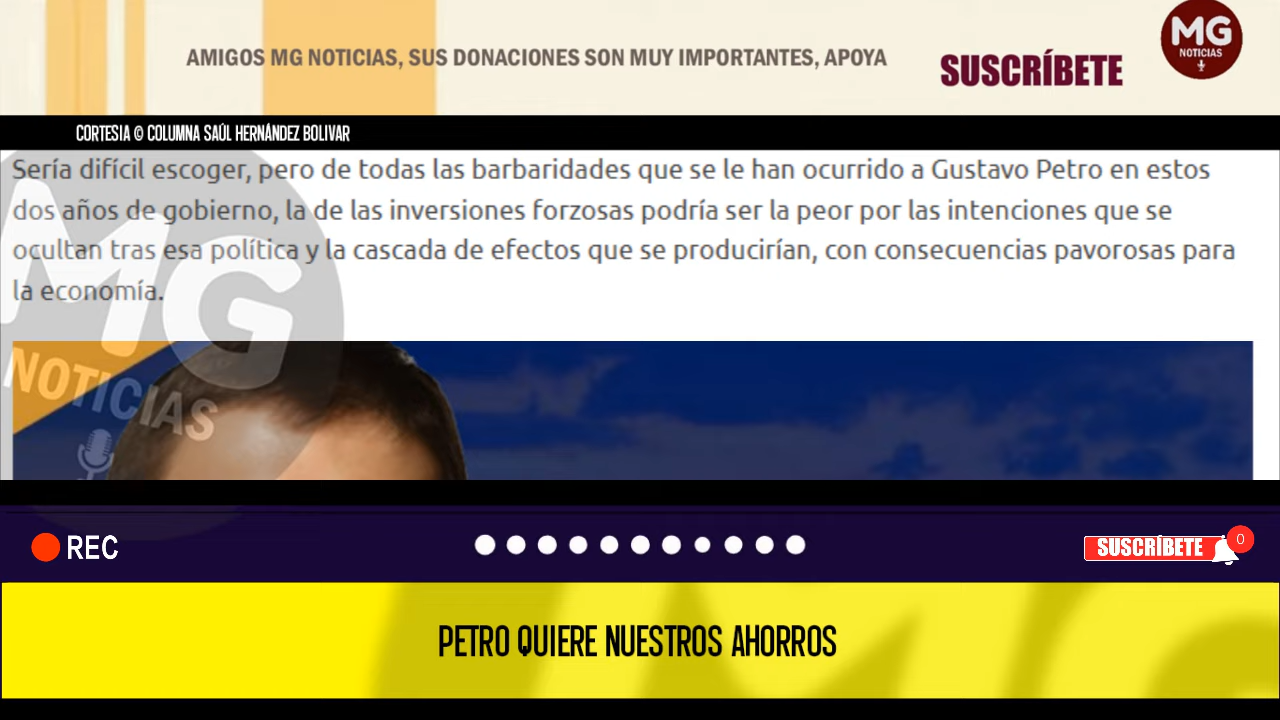 AMIGOS MG NOTICIAS, SUS DONACIONES SON MUY IMPORTANTES, APOYA
SUSCRÍBETE
MG
NOTICIAS
CORTESIA © COLUMNA SAÚL HERNÁNDEZ BOLIVAR
Sería difícil escoger, pero de todas las barbaridades que se le han ocurrido a Gustavo Petro en estos
dos años de gobierno, la de las inversiones forzosas podría ser la peor por las intenciones que se
ocultan tras esa política y la cascada de efectos que se producirían, con consecuencias pavorosas para
la economía.
MG
NOTICIAS
REC
SUSCRÍBETE
0
PETRO QUIERE NUESTROS AHORROS
MG